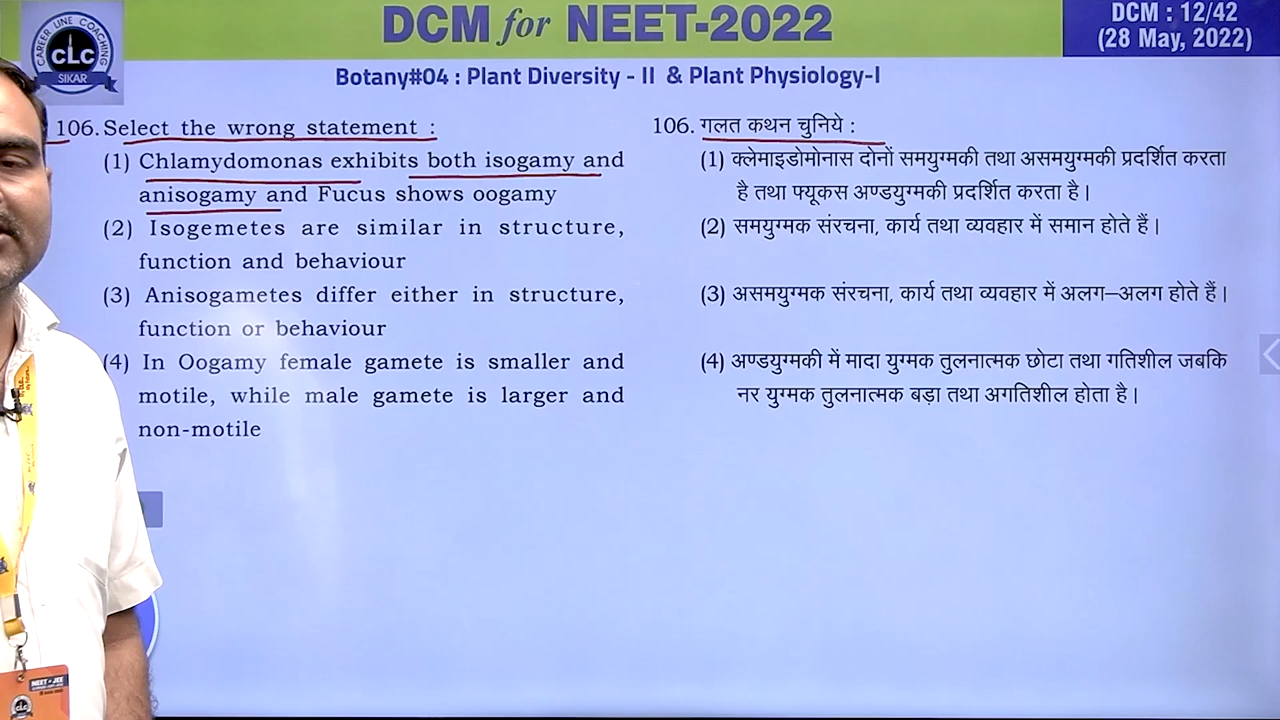 DCM for NEET-2022
DCM : 12/42
(28 May, 2022)
CAREER LINE COACHING
CLC
SIKAR
Botany#04 : Plant Diversity - II & Plant Physiology-I
106. Select the wrong statement :
(1) Chlamydomonas exhibits both isogamy and
anisogamy and Fucus shows oogamy
(2) Isogemetes are similar in structure,
function and behaviour
(3) Anisogametes differ either in structure,
function or behaviour
(4) In Oogamy female gamete is smaller and
motile, while male gamete is larger and
non-motile
106. गलत कथन चुनिये :
(1) क्लेमाइडोमोनास दोनों समयुग्मकी तथा असमयुग्मकी प्रदर्शित करता
है तथा फ्यूकस अण्डयुग्मकी प्रदर्शित करता है।
(2) समयुग्मक संरचना, कार्य तथा व्यवहार में समान होते हैं।
(3) असमयुग्मक संरचना, कार्य तथा व्यवहार में अलग–अलग होते हैं।
(4) अण्डयुग्मकी में मादा युग्मक तुलनात्मक छोटा तथा गतिशील जबकि
नर युग्मक तुलनात्मक बड़ा तथा अगतिशील होता है।
NEET - JEE